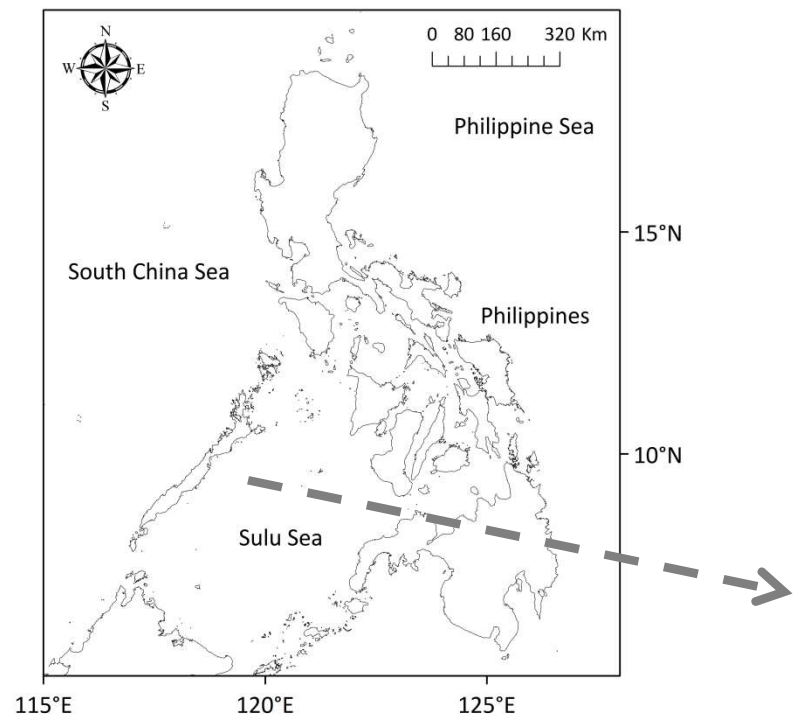 N
W E
S
0 80 160 320 Km
Philippine Sea
15°N
South China Sea
Philippines
10°N
Sulu Sea
115°E 120°E 125°E